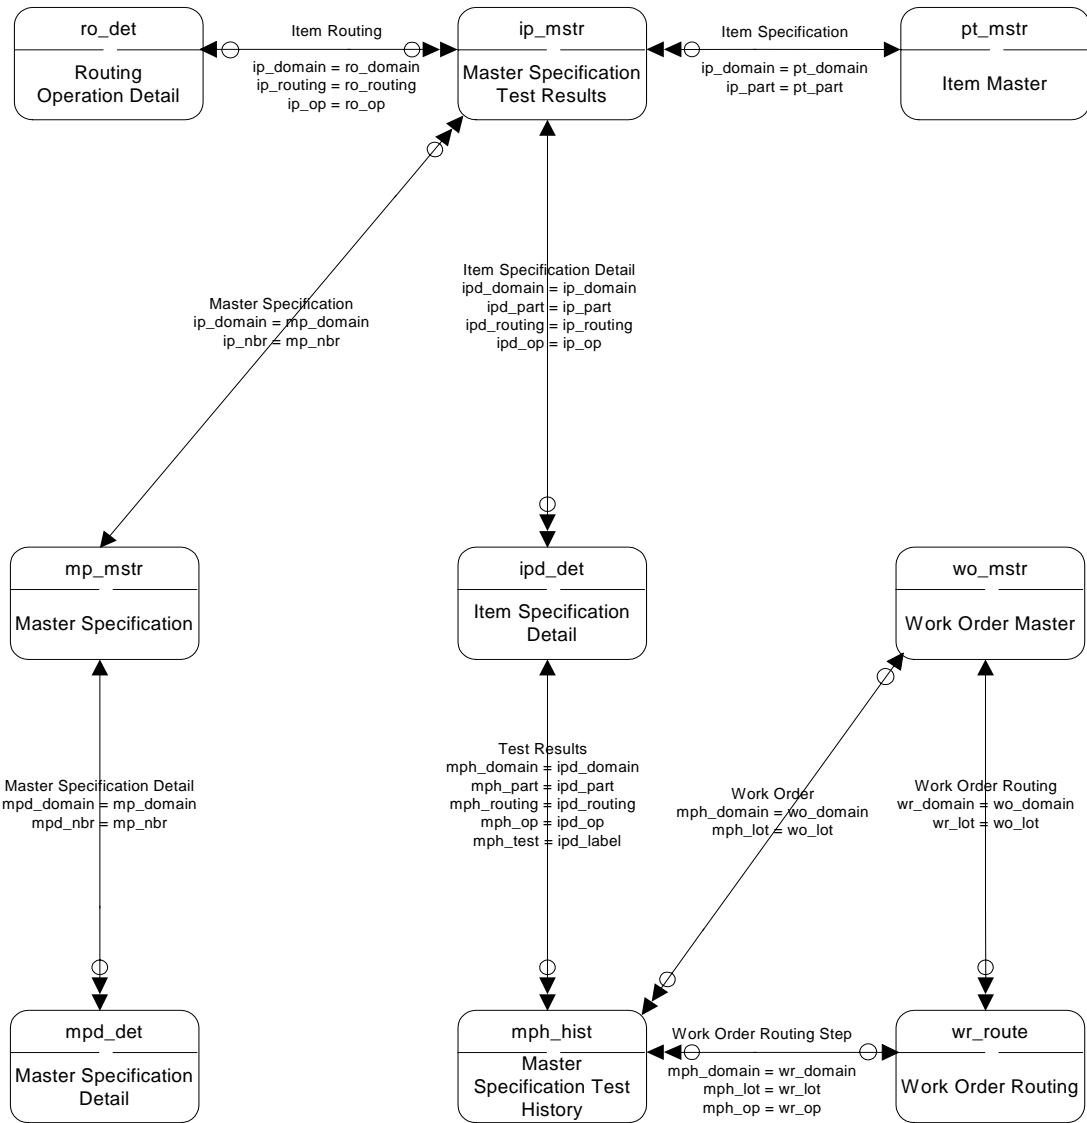 ro_det
Routing
Operation Detail
Item Routing
ip_domain = ro_domain
ip_routing = ro_routing
ip_op = ro_op
ip_mstr
Master Specification
Test Results
Item Specification
ip_domain = pt_domain
ip_part = pt_part
pt_mstr
Item Master
Master Specification
ip_domain = mp_domain
ip_nbr = mp_nbr
Item Specification Detail
ipd_domain = ip_domain
ipd_part = ip_part
ipd_routing = ip_routing
ipd_op = ip_op
mp_mstr
Master Specification
ipd_det
Item Specification
Detail
wo_mstr
Work Order Master
Master Specification Detail
mpd_domain = mp_domain
mpd_nbr = mp_nbr
Test Results
mph_domain = ipd_domain
mph_part = ipd_part
mph_routing = ipd_routing
mph_op = ipd_op
mph_test = ipd_label
Work Order
mph_domain = wo_domain
mph_lot = wo_lot
Work Order Routing
wr_domain = wo_domain
wr_lot = wo_lot
mpd_det
Master Specification
Detail
mph_hist
Master
Specification Test
History
Work Order Routing Step
mph_domain = wr_domain
mph_lot = wr_lot
mph_op = wr_op
wr_route
Work Order Routing